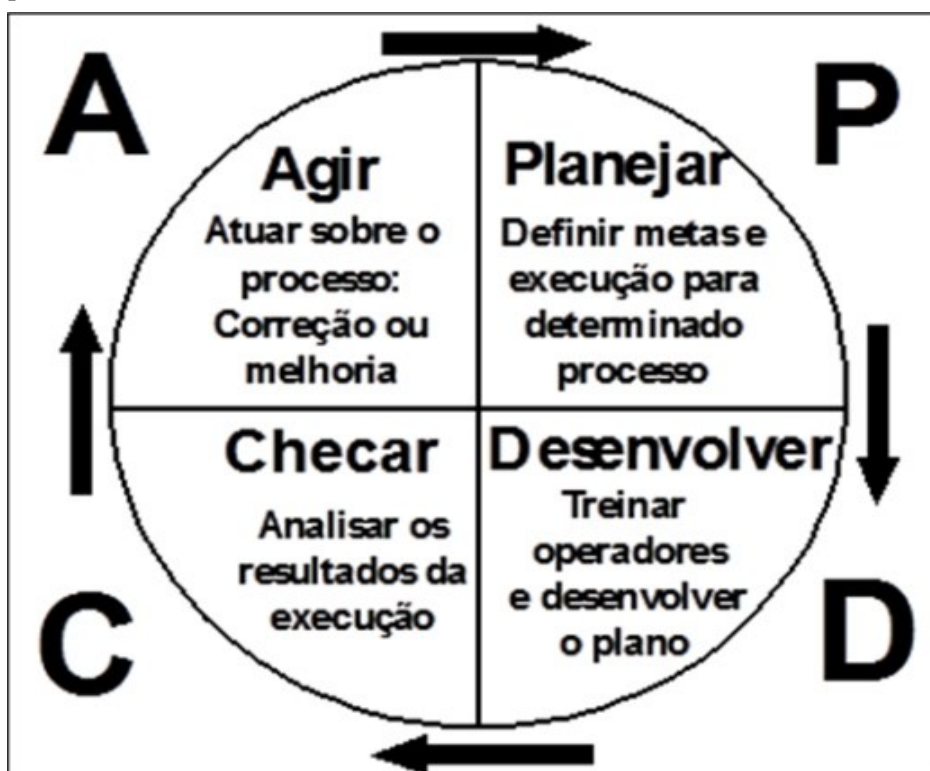 A
P
Agir
Atuar sobre o
processo:
Correção ou
melhoria
Planejar
Definir metas e
execução para
determinado
processo
Checar
Analisar os
resultados da
execução
Desenvolver
Treinar
operadores
e desenvolver
o plano
C
D